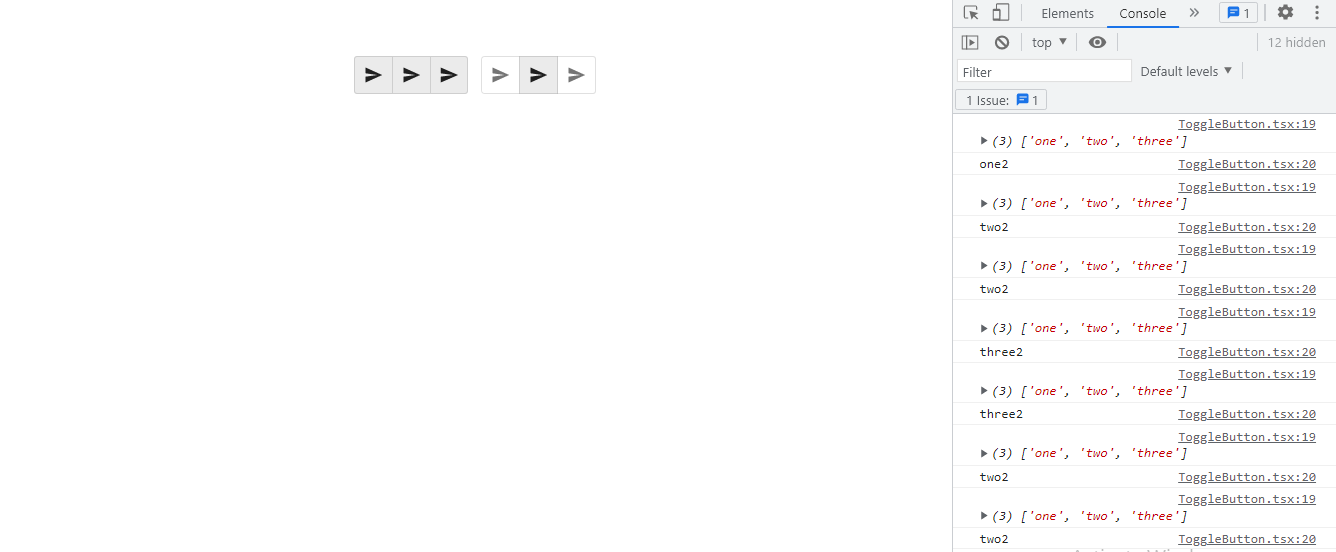 Elements Console 1
top 12 hidden
Filter Default levels
1 Issue: 1
ToggleButton.tsx:19
(3) ['one', 'two', 'three']
one2 ToggleButton.tsx:20
ToggleButton.tsx:19
(3) ['one', 'two', 'three']
two2 ToggleButton.tsx:20
ToggleButton.tsx:19
(3) ['one', 'two', 'three']
two2 ToggleButton.tsx:20
ToggleButton.tsx:19
(3) ['one', 'two', 'three']
three2 ToggleButton.tsx:20
ToggleButton.tsx:19
(3) ['one', 'two', 'three']
three2 ToggleButton.tsx:20
ToggleButton.tsx:19
(3) ['one', 'two', 'three']
two2 ToggleButton.tsx:20
ToggleButton.tsx:19
(3) ['one', 'two', 'three']
two2 ToggleButton.tsx:20